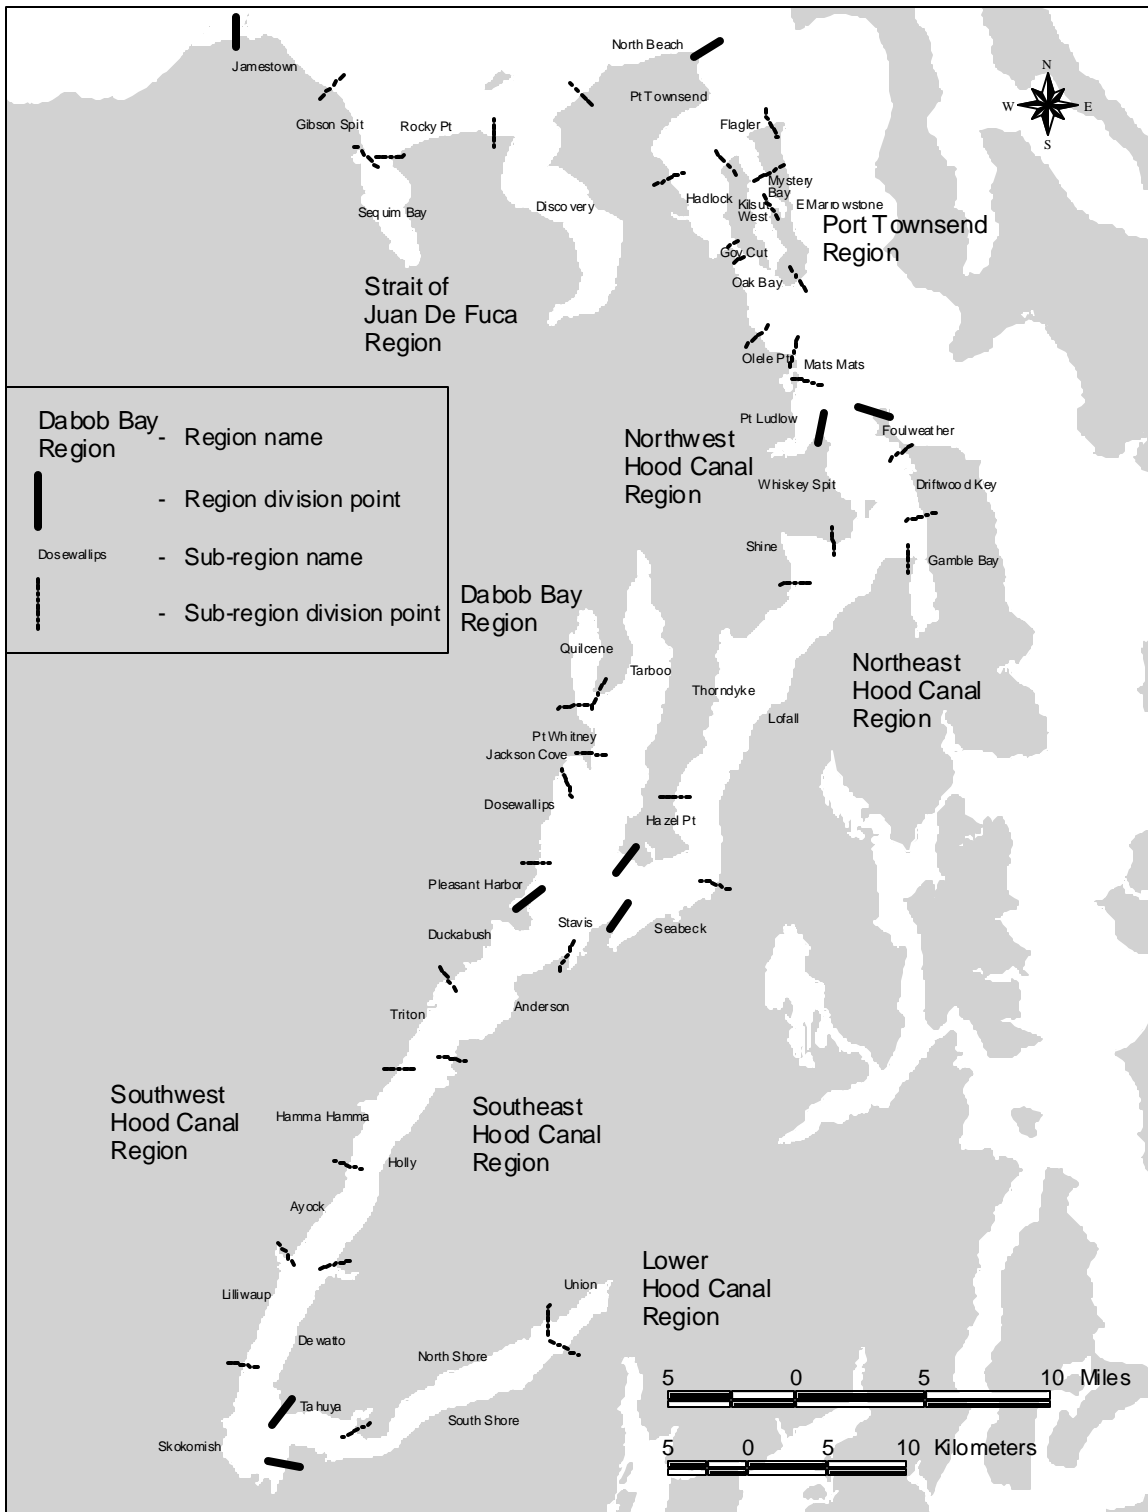 North Beach
Jamestown
N
W E
S
Pt Townsend
Gibson Spit
Rocky Pt
Flagler
Mystery
Bay
Hadlock
Kilsut
West
E Marrowstone
Sequim Bay
Discovery
Port Townsend
Region
Gov Cut
Oak Bay
Strait of
Juan De Fuca
Region
Olele Pt
Mats Mats
Dabob Bay
Region
- Region name
- Region division point
Dosewallips - Sub-region name
- Sub-region division point
Pt Ludlow
Foulweather
Northwest
Hood Canal
Region
Whiskey Spit
Driftwood Key
Shine
Gamble Bay
Dabob Bay
Region
Quilcene
Tarboo
Northeast
Hood Canal
Region
Thorndyke
Lofall
Pt Whitney
Jackson Cove
Dosewallips
Hazel Pt
Pleasant Harbor
Duckabush
Stavis
Seabeck
Anderson
Triton
Southwest
Hood Canal
Region
Southeast
Hood Canal
Region
Hamma Hamma
Holly
Ayock
Lower
Hood Canal
Region
Union
Lilliwaup
Dewatto
North Shore
Tahuya
South Shore
Skokomish
5 0 5 10 Miles
5 0 5 10 Kilometers